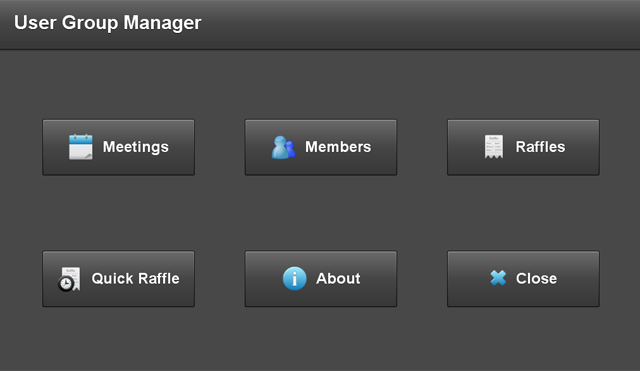 User Group Manager
Meetings
Members
Raffles
Quick Raffle
About
Close